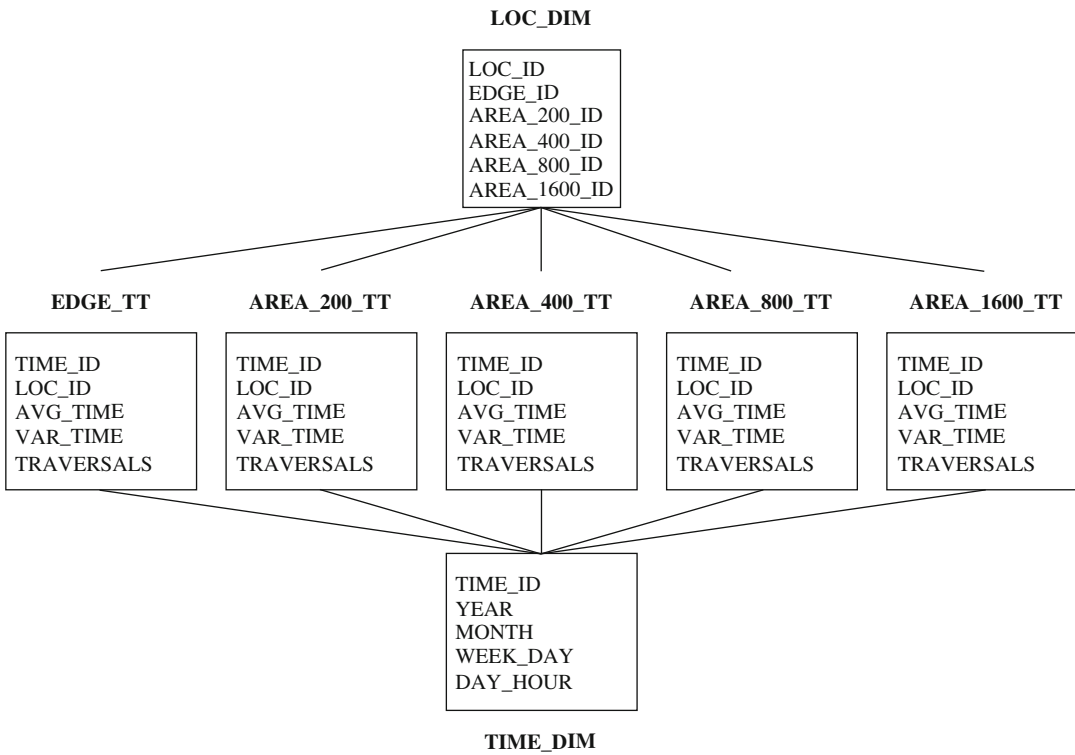 LOC_DIM
LOC_ID
EDGE_ID
AREA_200_ID
AREA_400_ID
AREA_800_ID
AREA_1600_ID
EDGE_TT
TIME_ID
LOC_ID
AVG_TIME
VAR_TIME
TRAVERSALS
AREA_200_TT
TIME_ID
LOC_ID
AVG_TIME
VAR_TIME
TRAVERSALS
AREA_400_TT
TIME_ID
LOC_ID
AVG_TIME
VAR_TIME
TRAVERSALS
AREA_800_TT
TIME_ID
LOC_ID
AVG_TIME
VAR_TIME
TRAVERSALS
AREA_1600_TT
TIME_ID
LOC_ID
AVG_TIME
VAR_TIME
TRAVERSALS
TIME_ID
YEAR
MONTH
WEEK_DAY
DAY_HOUR
TIME_DIM